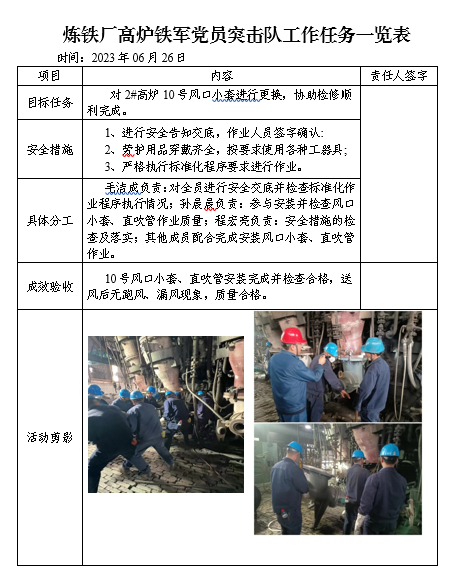 炼铁厂高炉铁军党员突击队工作任务一览表
时间：2023 年 06 月 26 日
项目 内容 责任人签字
目标任务 对 2#高炉 10 号风口小套进行更换，协助检修顺
利完成。
安全措施 1、进行安全告知交底，作业人员签字确认:
2、劳护用品穿戴齐全，按要求使用各种工器具;
3、严格执行标准化程序要求进行作业。
具体分工 毛洁成负责: 对全员进行安全交底并检查标准化作
业程序执行情况；孙晨晨负责：参与安装并检查风口
小套、直吹管作业质量；程宏亮负责：安全措施的检
查及落实；其他成员配合完成安装风口小套、直吹管
作业。
成效验收 10 号风口小套、直吹管安装完成并检查合格，送
风后无跑风、漏风现象，质量合格。
活动剪影